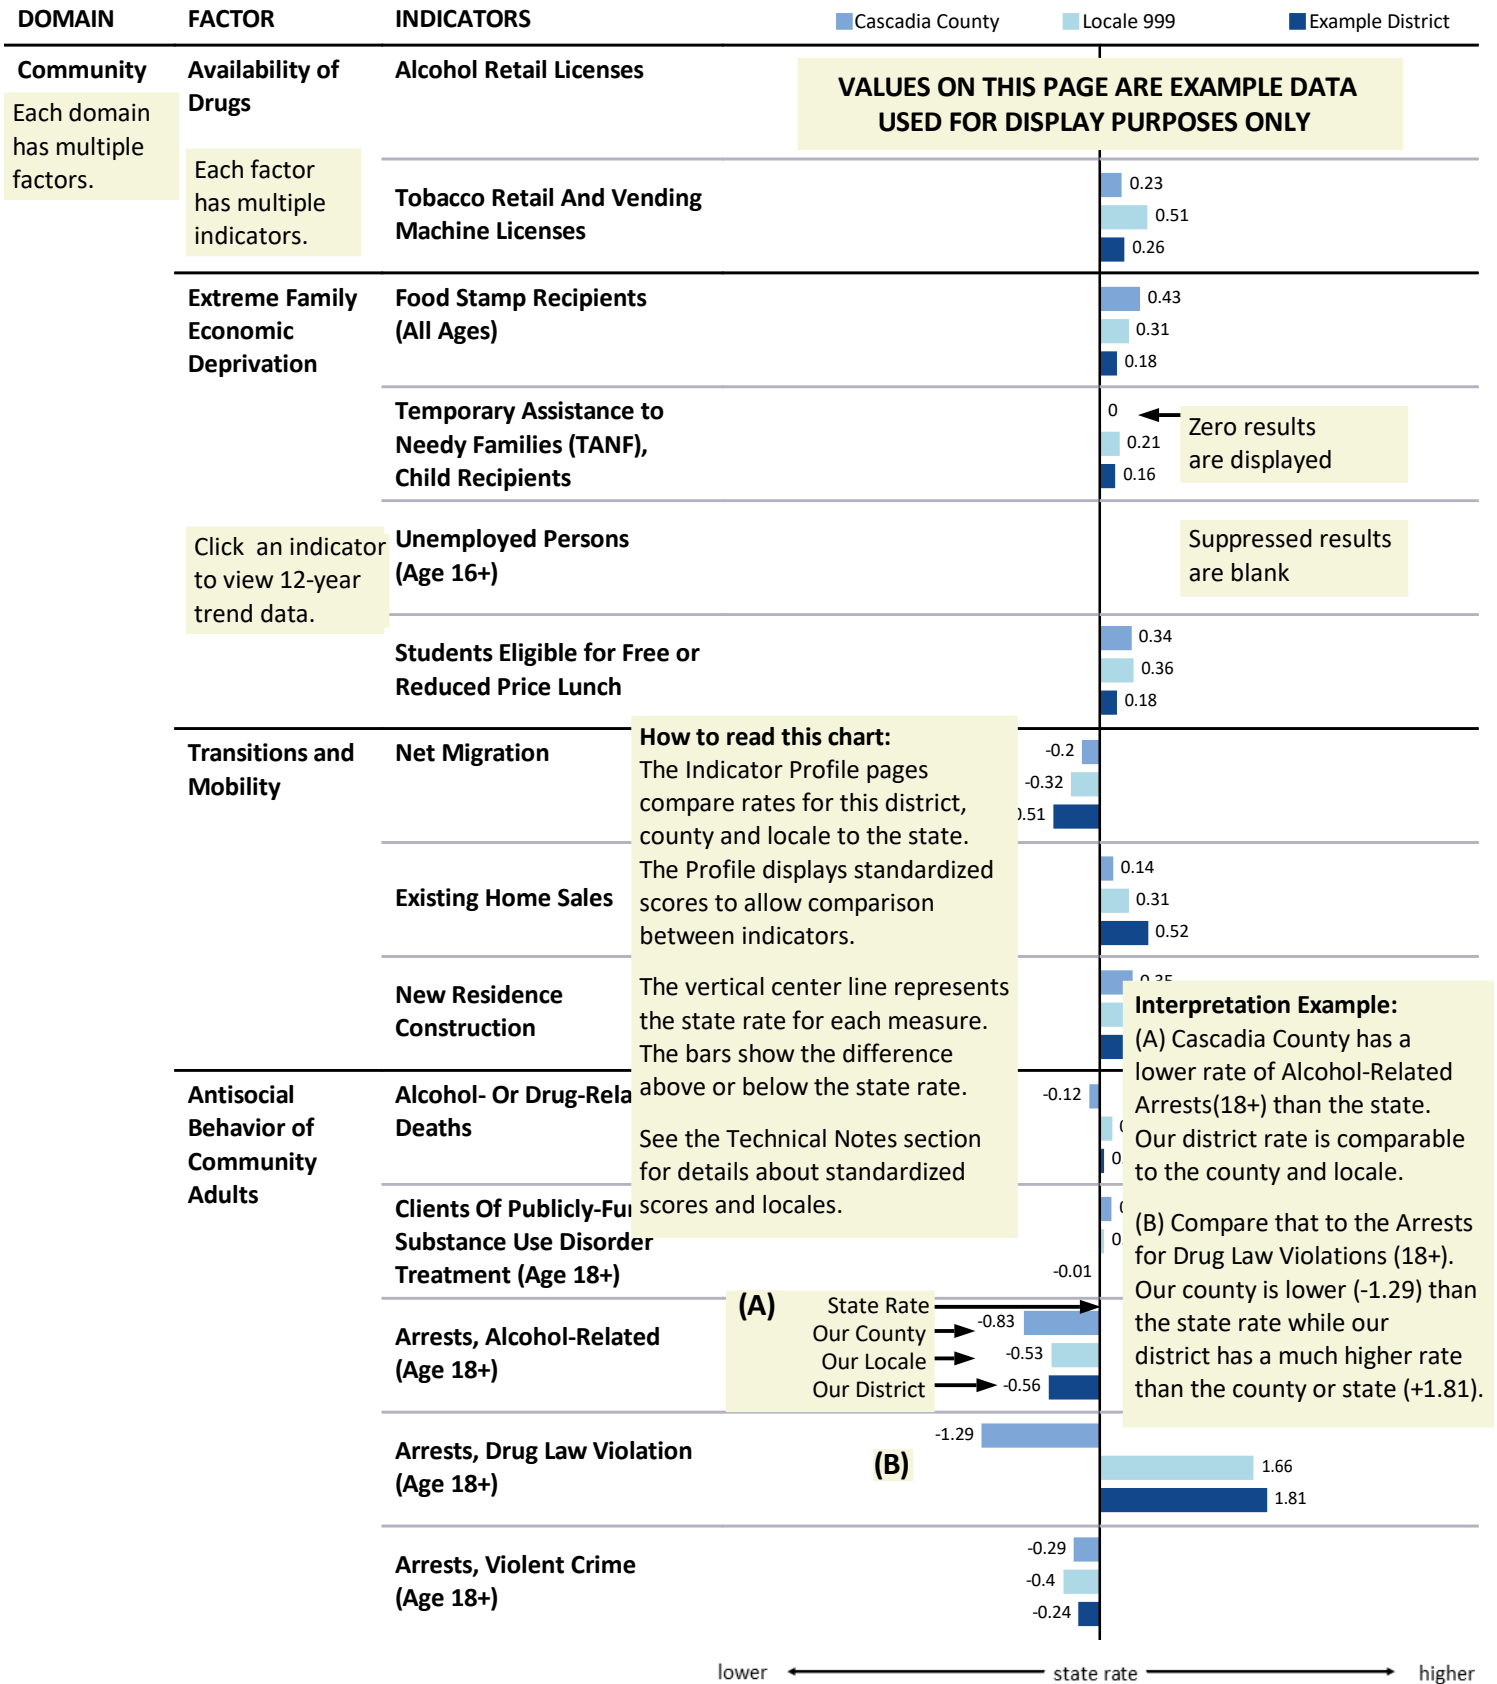 DOMAIN FACTOR INDICATORS Cascadia County Locale 999 Example District
Community
Each domain
has multiple
factors.
Availability of
Drugs
Each factor
has multiple
indicators.
Alcohol Retail Licenses
VALUES ON THIS PAGE ARE EXAMPLE DATA
USED FOR DISPLAY PURPOSES ONLY
Tobacco Retail And Vending
Machine Licenses
0.23
0.51
0.26
Extreme Family
Economic
Deprivation
Food Stamp Recipients
(All Ages)
0.43
0.31
0.18
Temporary Assistance to
Needy Families (TANF),
Child Recipients
0
0.21
0.16
Zero results
are displayed
Click an indicator
to view 12-year
trend data.
Unemployed Persons
(Age 16+)
Suppressed results
are blank
Students Eligible for Free or
Reduced Price Lunch
0.34
0.36
0.18
Transitions and
Mobility
Net Migration
-0.2
-0.32
.51
How to read this chart:
The Indicator Profile pages
compare rates for this district,
county and locale to the state.
The Profile displays standardized
scores to allow comparison
between indicators.
The vertical center line represents
the state rate for each measure.
The bars show the difference
above or below the state rate.
See the Technical Notes section
for details about standardized
scores and locales.
Existing Home Sales
0.14
0.31
0.52
New Residence
Construction
Interpretation Example:
(A) Cascadia County has a
lower rate of Alcohol-Related
Arrests(18+) than the state.
Our district rate is comparable
to the county and locale.
(B) Compare that to the Arrests
for Drug Law Violations (18+).
Our county is lower (-1.29) than
the state rate while our
district has a much higher rate
than the county or state (+1.81).
Antisocial
Behavior of
Community
Adults
Alcohol- Or Drug-Rela
Deaths
-0.12
0.
Clients Of Publicly-Fu
Substance Use Disorder
Treatment (Age 18+)
0.
-0.01
Arrests, Alcohol-Related
(Age 18+)
(A)
State Rate
Our County -0.83
Our Locale -0.53
Our District -0.56
Arrests, Drug Law Violation
(Age 18+)
(B)
-1.29
1.66
1.81
Arrests, Violent Crime
(Age 18+)
-0.29
-0.4
-0.24
lower state rate higher